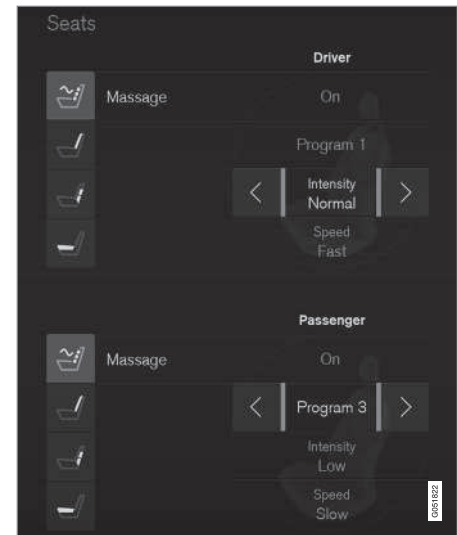 Seats
Driver
Massage On
Program 1
Intensity
Normal
Speed
Fast
Passenger
Massage On
Program 3
Intensity
Low
Speed
Slow
G051822